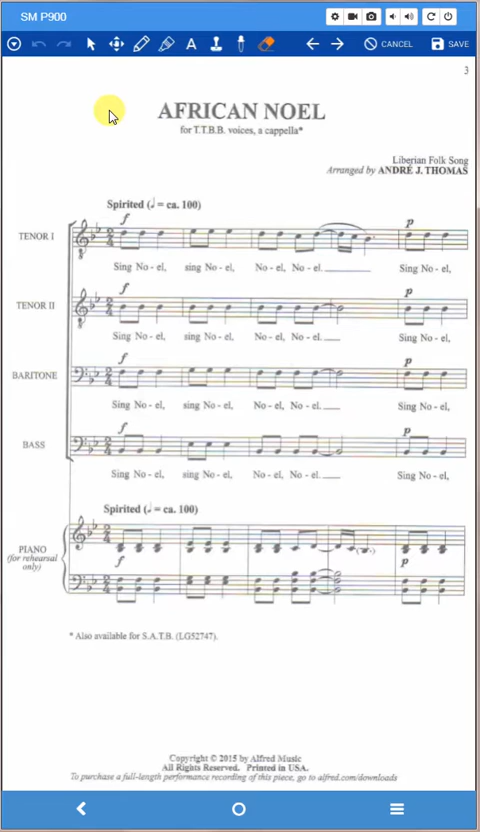 SM P900
A
CANCEL
SAVE
3
AFRICAN NOEL
for T.T.B.B. voices, a cappella*
Liberian Folk Song
Arranged by ANDRÉ J. THOMAS
Spirited (♩ = ca. 100)
f
p
TENOR I
Sing No - el, sing No - el, No - el, No - el. Sing No - el,
f
p
TENOR II
Sing No - el, sing No - el, No - el, No - el. Sing No - el,
f
p
BARITONE
Sing No - el, sing No - el, No - el, No - el. Sing No - el,
f
p
BASS
Sing No - el, sing No - el, No - el, No - el. Sing No - el,
Spirited (♩ = ca. 100)
PIANO
(for rehearsal
only)
f
p
* Also available for S.A.T.B. (LG52747).
Copyright © 2015 by Alfred Music
All Rights Reserved. Printed in USA.
To purchase a full-length performance recording of this piece, go to alfred.com/downloads